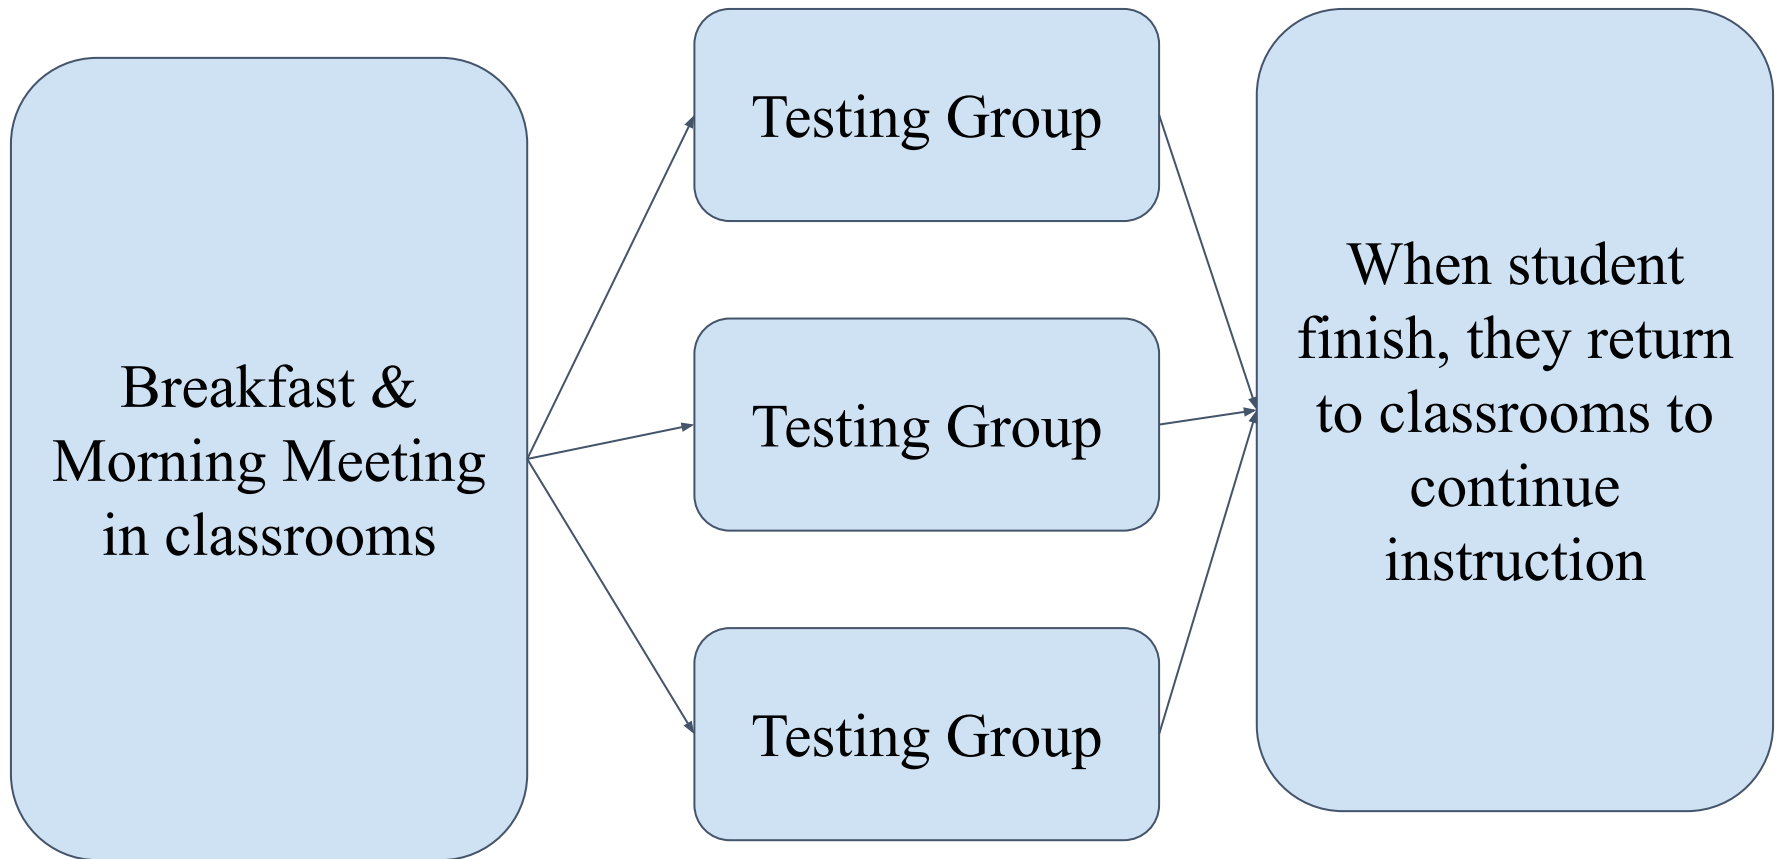 Breakfast &
Morning Meeting
in classrooms
Testing Group
Testing Group
Testing Group
When student
finish, they return
to classrooms to
continue
instruction